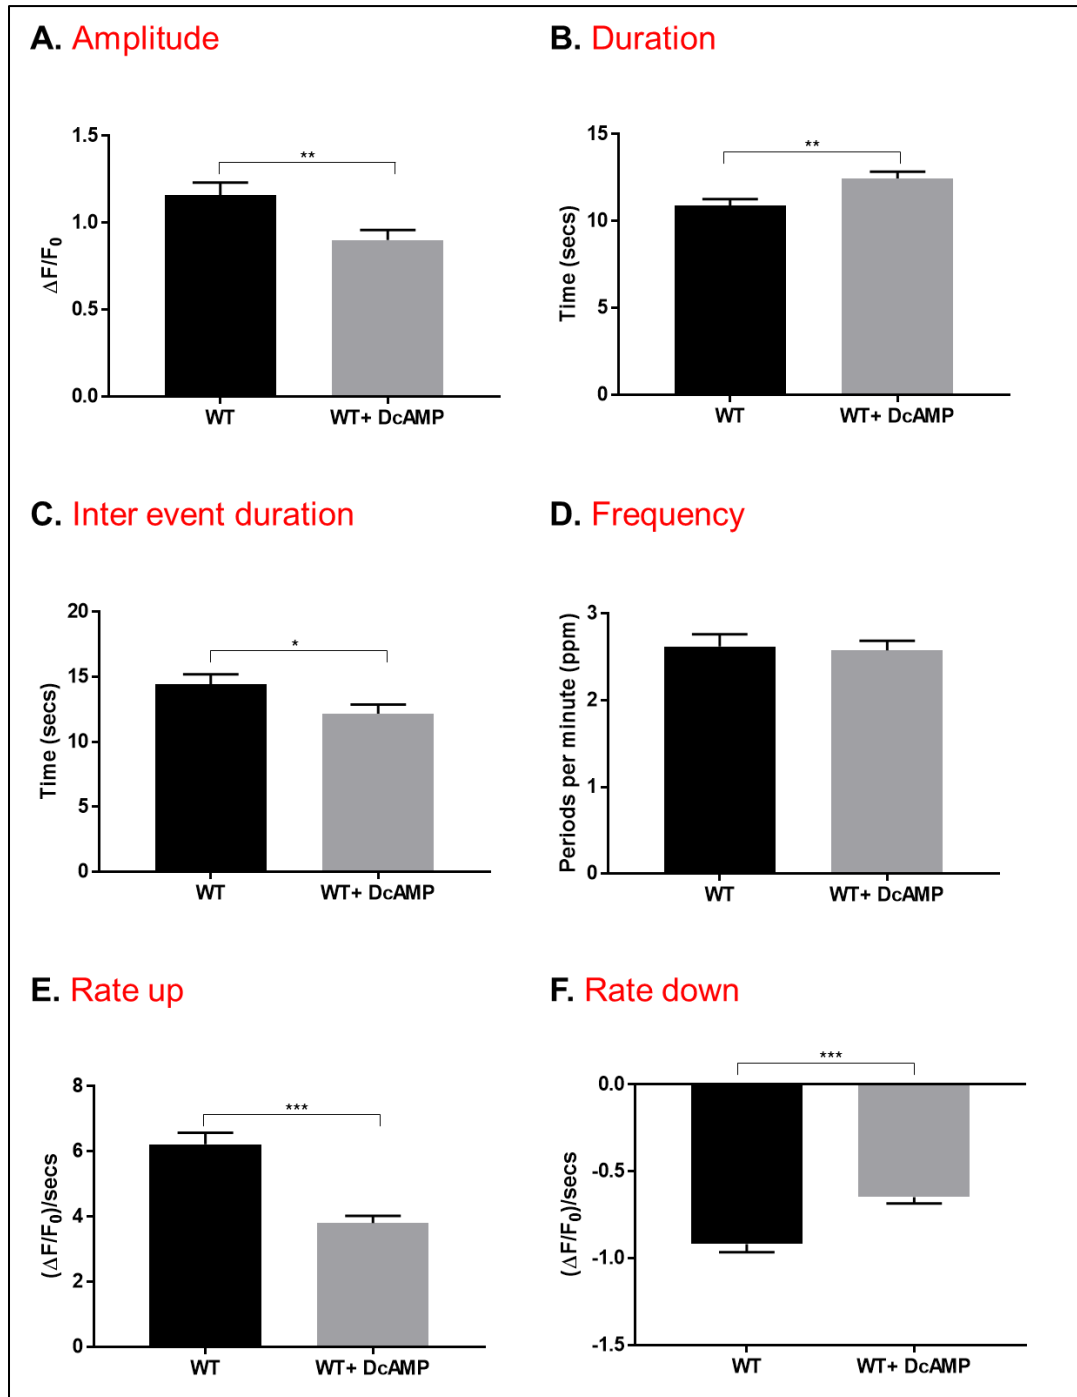 A. Amplitude
ΔF/F0
1.5
1.0
0.5
0.0
**
WT
WT+ DcAMP
B. Duration
Time (secs)
15
10
5
0
**
WT
WT+ DcAMP
C. Inter event duration
Time (secs)
20
15
10
5
0
*
WT
WT+ DcAMP
D. Frequency
Periods per minute (ppm)
3
2
1
0
WT
WT+ DcAMP
E. Rate up
(ΔF/F0)/secs
8
6
4
2
0
***
WT
WT+ DcAMP
F. Rate down
(ΔF/F0)/secs
0.0
-0.5
-1.0
-1.5
***
WT
WT+ DcAMP